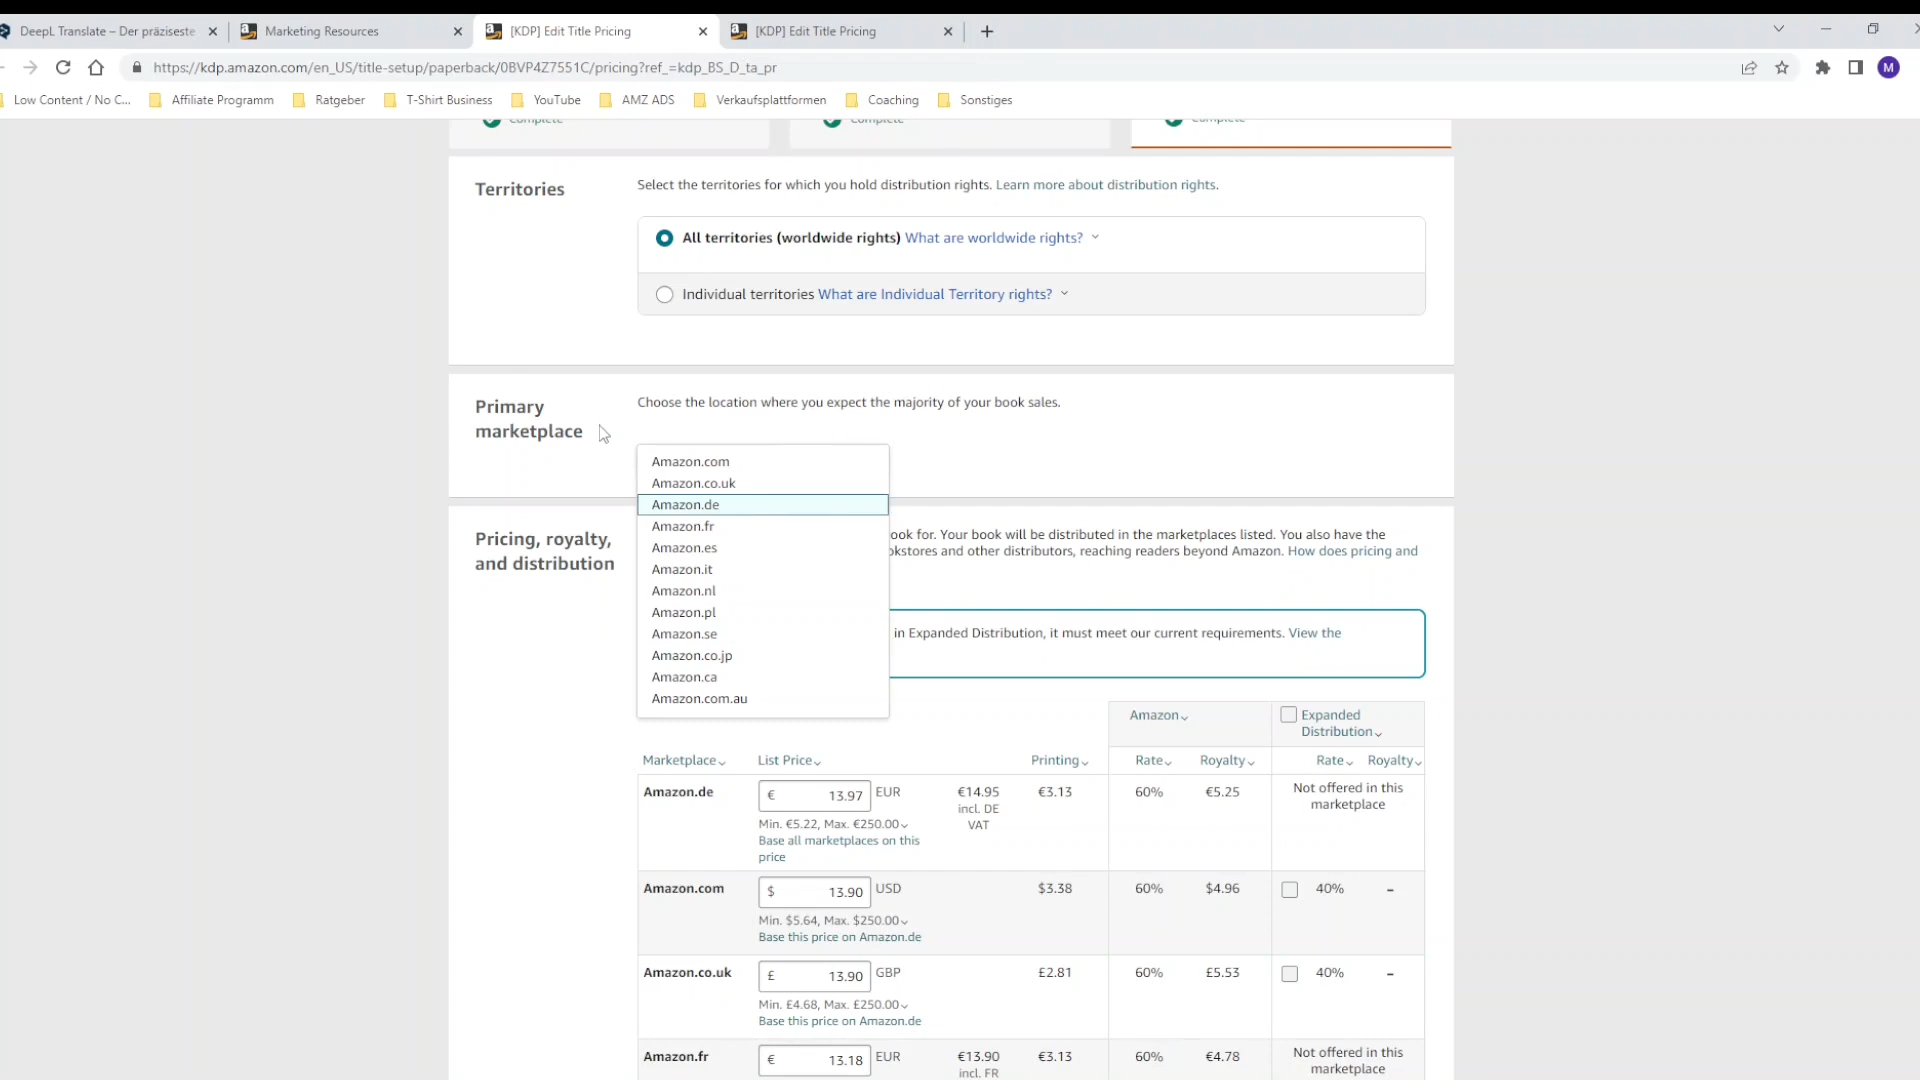 DeepL Translate – Der präziseste
Marketing Resources
[KDP] Edit Title Pricing
[KDP] Edit Title Pricing
https://kdp.amazon.com/en_US/title-setup/paperback/0BVP4Z7551C/pricing?ref_=kdp_BS_D_ta_pr
M
Low Content / No C...
Affiliate Programm
Ratgeber
T-Shirt Business
YouTube
AMZ ADS
Verkaufsplattformen
Coaching
Sonstiges
Complete
Complete
Complete
Territories
Select the territories for which you hold distribution rights. Learn more about distribution rights.
All territories (worldwide rights) What are worldwide rights?
Individual territories What are Individual Territory rights?
Primary
marketplace
Choose the location where you expect the majority of your book sales.
Amazon.com
Amazon.co.uk
Amazon.de
Amazon.fr
Amazon.es
Amazon.it
Amazon.nl
Amazon.pl
Amazon.se
Amazon.co.jp
Amazon.ca
Amazon.com.au
Pricing, royalty,
and distribution
ook for. Your book will be distributed in the marketplaces listed. You also have the
okstores and other distributors, reaching readers beyond Amazon. How does pricing and
in Expanded Distribution, it must meet our current requirements. View the
Amazon
Expanded
Distribution
Marketplace List Price Printing Rate Royalty Rate Royalty
Amazon.de € 13.97 EUR €14.95 €3.13 60% €5.25 Not offered in this
incl. DE marketplace
Min. €5.22, Max. €250.00 VAT
Base all marketplaces on this
price
Amazon.com $ 13.90 USD $3.38 60% $4.96 40% –
Min. $5.64, Max. $250.00
Base this price on Amazon.de
Amazon.co.uk £ 13.90 GBP £2.81 60% £5.53 40% –
Min. £4.68, Max. £250.00
Base this price on Amazon.de
Amazon.fr € 13.18 EUR €13.90 €3.13 60% €4.78 Not offered in this
incl. FR marketplace